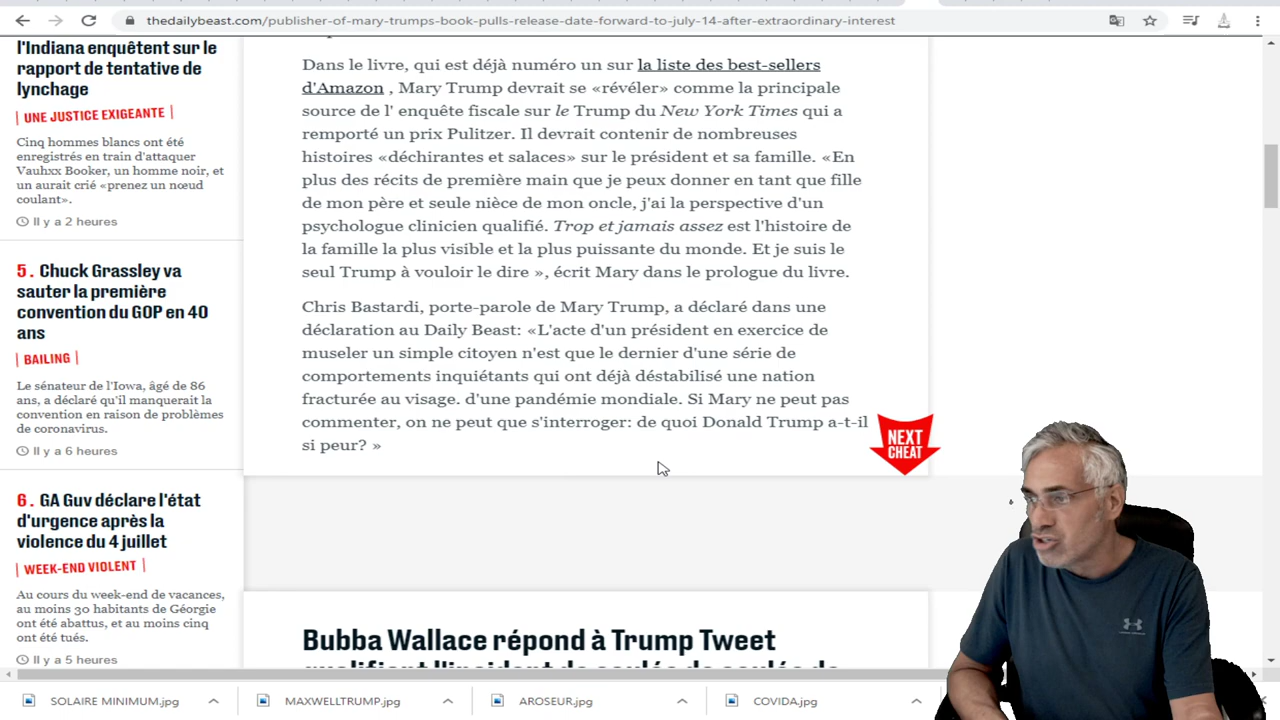 thedailybeast.com/publisher-of-mary-trumps-book-pulls-release-date-forward-to-july-14-after-extraordinary-interest
l'Indiana enquêtent sur le
rapport de tentative de
lynchage
UNE JUSTICE EXIGEANTE
Cinq hommes blancs ont été
enregistrés en train d'attaquer
Vauhxx Booker, un homme noir, et
un aurait crié «prenez un nœud
coulant».
Il y a 2 heures
5. Chuck Grassley va
sauter la première
convention du GOP en 40
ans
BAILING
Le sénateur de l'Iowa, âgé de 86
ans, a déclaré qu'il manquerait la
convention en raison de problèmes
de coronavirus.
Il y a 6 heures
6. GA Guv déclare l'état
d'urgence après la
violence du 4 juillet
WEEK-END VIOLENT
Au cours du week-end de vacances,
au moins 30 habitants de Géorgie
ont été abattus, et au moins cinq
ont été tués.
Il y a 5 heures
Dans le livre, qui est déjà numéro un sur la liste des best-sellers
d'Amazon , Mary Trump devrait se «révéler» comme la principale
source de l' enquête fiscale sur le Trump du New York Times qui a
remporté un prix Pulitzer. Il devrait contenir de nombreuses
histoires «déchirantes et salaces» sur le président et sa famille. «En
plus des récits de première main que je peux donner en tant que fille
de mon père et seule nièce de mon oncle, j'ai la perspective d'un
psychologue clinicien qualifié. Trop et jamais assez est l'histoire de
la famille la plus visible et la plus puissante du monde. Et je suis le
seul Trump à vouloir le dire », écrit Mary dans le prologue du livre.
Chris Bastardi, porte-parole de Mary Trump, a déclaré dans une
déclaration au Daily Beast: «L'acte d'un président en exercice de
museler un simple citoyen n'est que le dernier d'une série de
comportements inquiétants qui ont déjà déstabilisé une nation
fracturée au visage. d'une pandémie mondiale. Si Mary ne peut pas
commenter, on ne peut que s'interroger: de quoi Donald Trump a-t-il
si peur? »
NEXT
CHEAT
Bubba Wallace répond à Trump Tweet
UNDER ARMOUR
SOLAIRE MINIMUM.jpg
MAXWELLTRUMP.jpg
AROSEUR.jpg
COVIDA.jpg